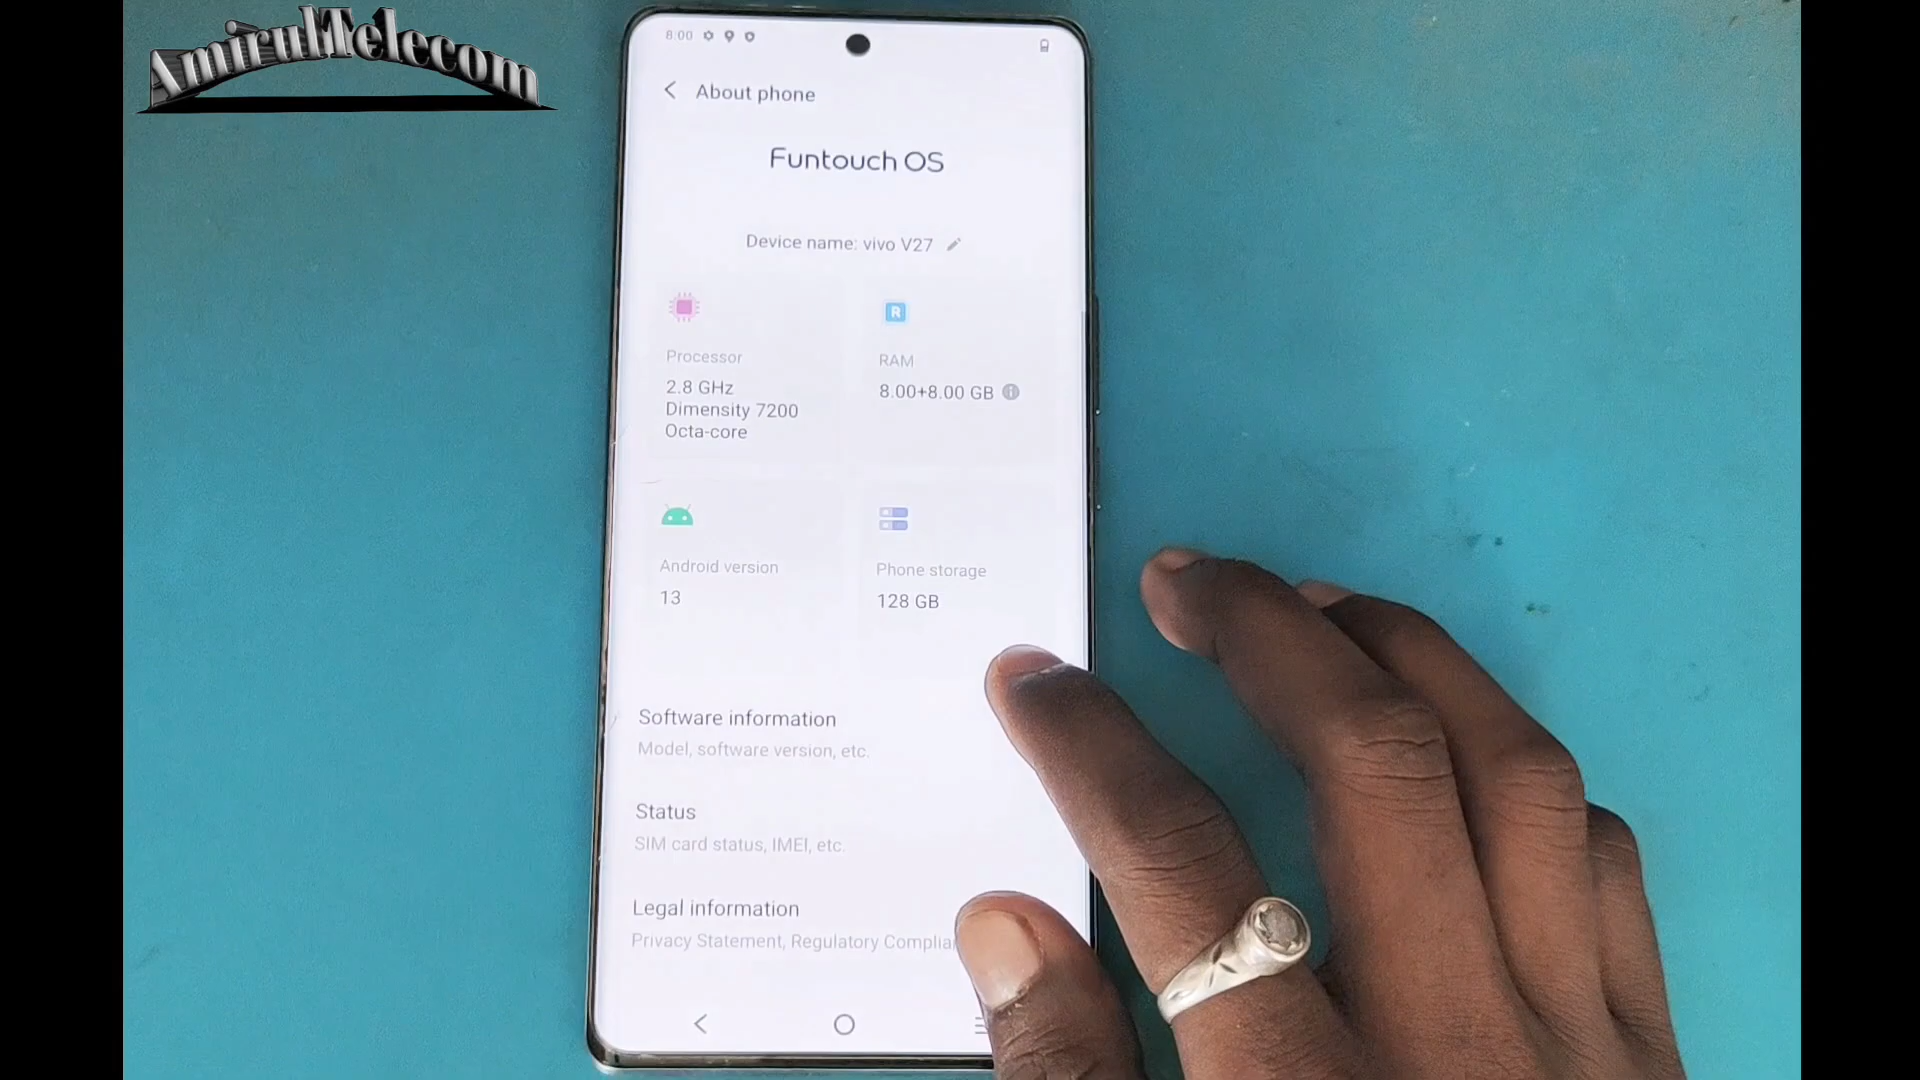 AmirulTelecom
8:00
About phone
Funtouch OS
Device name: vivo V27
R
Processor
2.8 GHz
Dimensity 7200
Octa-core
RAM
8.00+8.00 GB
Android version
13
Phone storage
128 GB
Software information
Model, software version, etc.
Status
SIM card status, IMEI, etc.
Legal information
Privacy Statement, Regulatory